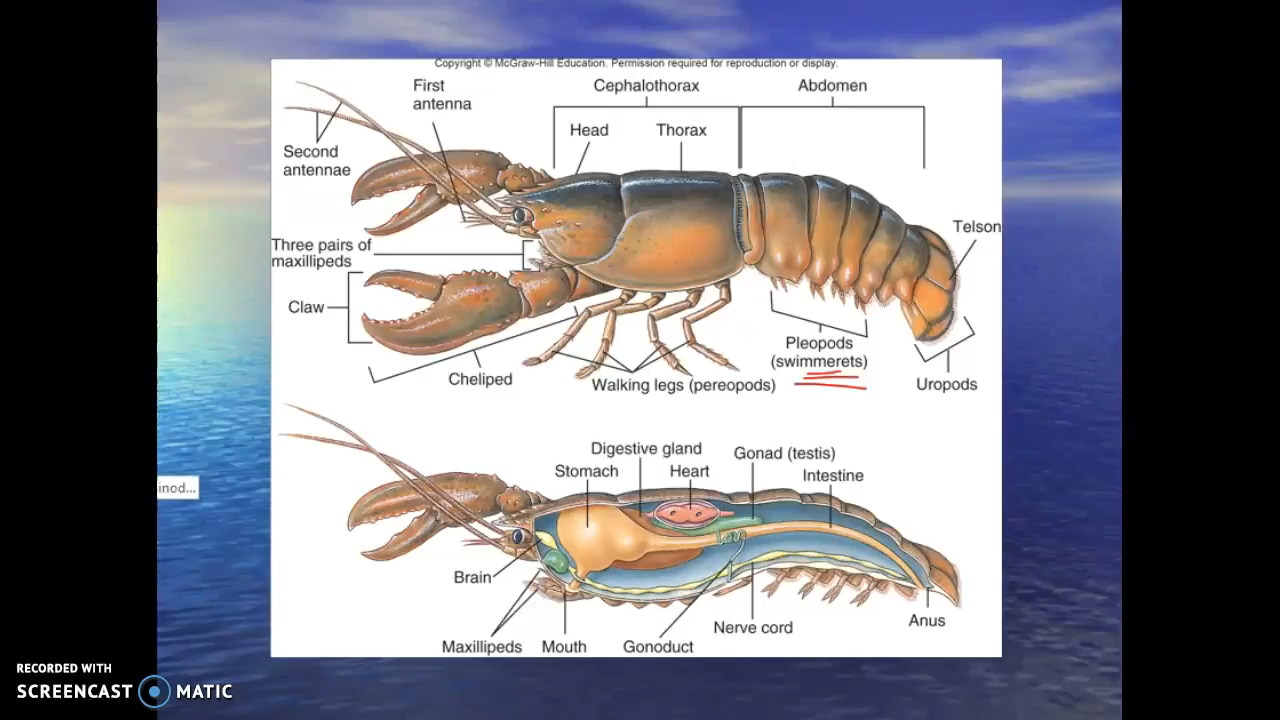 Copyright © McGraw-Hill Education. Permission required for reproduction or display.
First
antenna
Cephalothorax
Abdomen
Head
Thorax
Second
antennae
Telson
Three pairs of
maxillipeds
Claw
Pleopods
(swimmerets)
Cheliped
Walking legs (pereopods)
Uropods
Digestive gland
Gonad (testis)
Stomach
Heart
Intestine
inod...
Brain
Anus
Nerve cord
Maxillipeds
Mouth
Gonoduct
RECORDED WITH
SCREENCAST MATIC